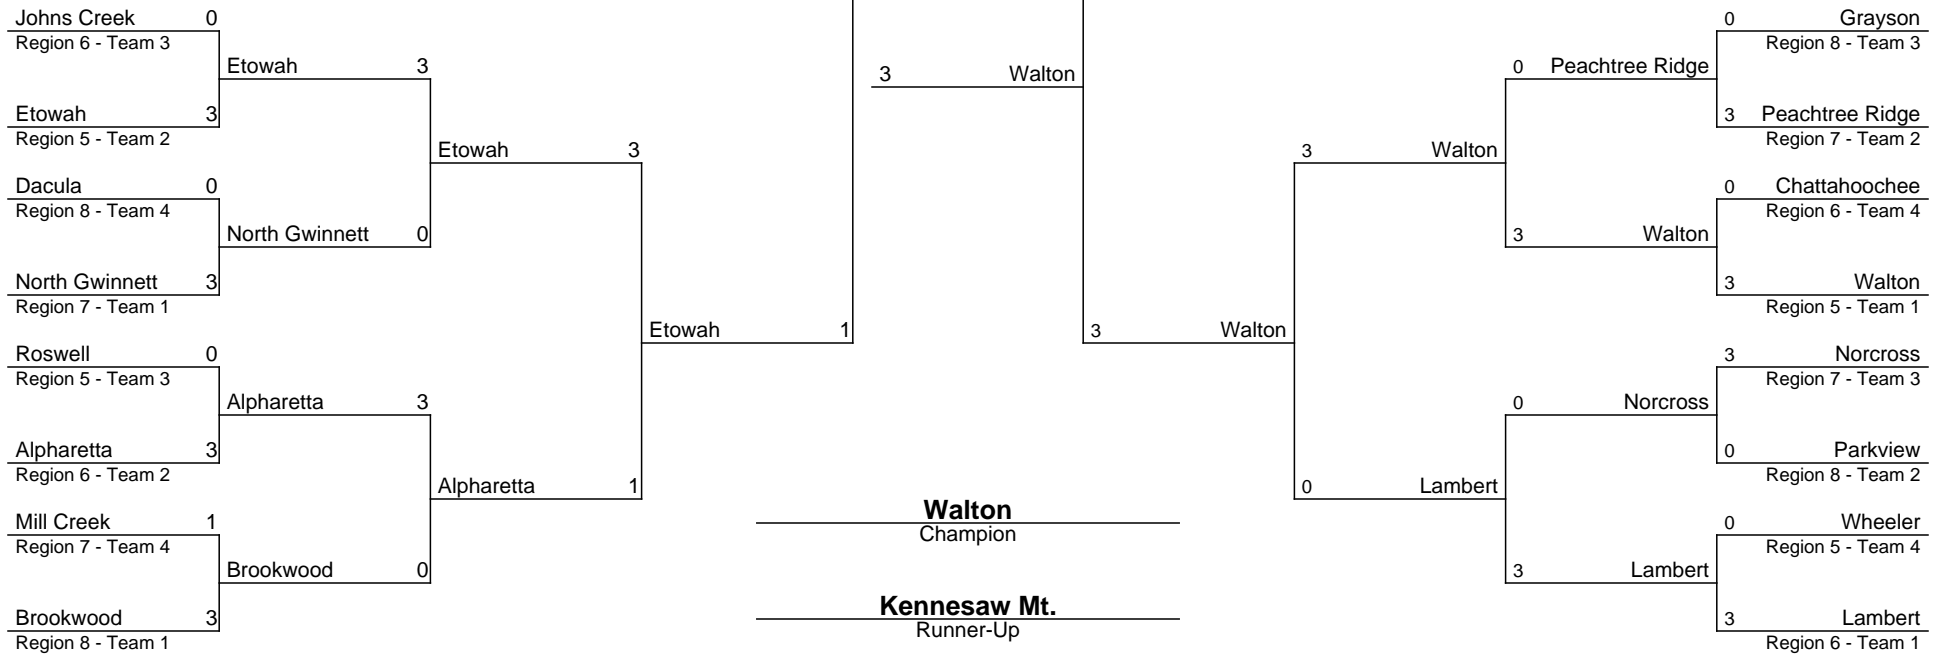 Johns Creek 0
Region 6 - Team 3
Etowah 3
Etowah 3
Region 5 - Team 2
Etowah 3
Dacula 0
Region 8 - Team 4
North Gwinnett 0
North Gwinnett 3
Region 7 - Team 1
Etowah 1
Roswell 0
Region 5 - Team 3
Alpharetta 3
Alpharetta 3
Region 6 - Team 2
Alpharetta 1
Mill Creek 1
Region 7 - Team 4
Brookwood 0
Brookwood 3
Region 8 - Team 1
3 Walton
Walton
Champion
Kennesaw Mt.
Runner-Up
0 Grayson
Region 8 - Team 3
0 Peachtree Ridge
3 Peachtree Ridge
Region 7 - Team 2
3 Walton
0 Chattahoochee
Region 6 - Team 4
3 Walton
3 Walton
Region 5 - Team 1
3 Walton
3 Norcross
Region 7 - Team 3
0 Norcross
0 Parkview
Region 8 - Team 2
0 Lambert
0 Wheeler
Region 5 - Team 4
3 Lambert
3 Lambert
Region 6 - Team 1